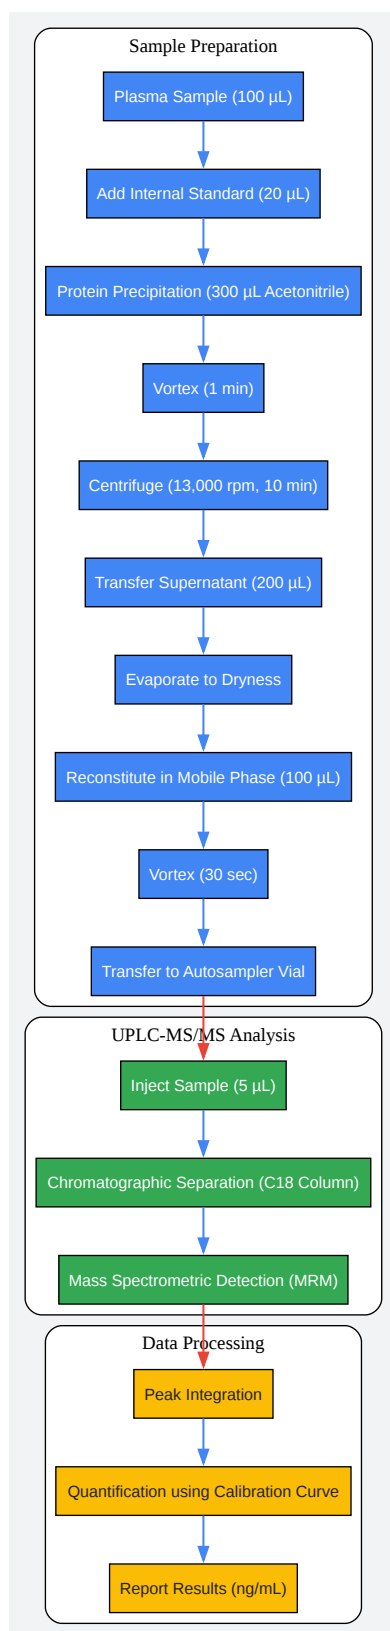 Sample Preparation
Plasma Sample (100 µL)
Add Internal Standard (20 µL)
Protein Precipitation (300 µL Acetonitrile)
Vortex (1 min)
Centrifuge (13,000 rpm, 10 min)
Transfer Supernatant (200 µL)
Evaporate to Dryness
Reconstitute in Mobile Phase (100 µL)
Vortex (30 sec)
Transfer to Autosampler Vial
UPLC-MS/MS Analysis
Inject Sample (5 µL)
Chromatographic Separation (C18 Column)
Mass Spectrometric Detection (MRM)
Data Processing
Peak Integration
Quantification using Calibration Curve
Report Results (ng/mL)